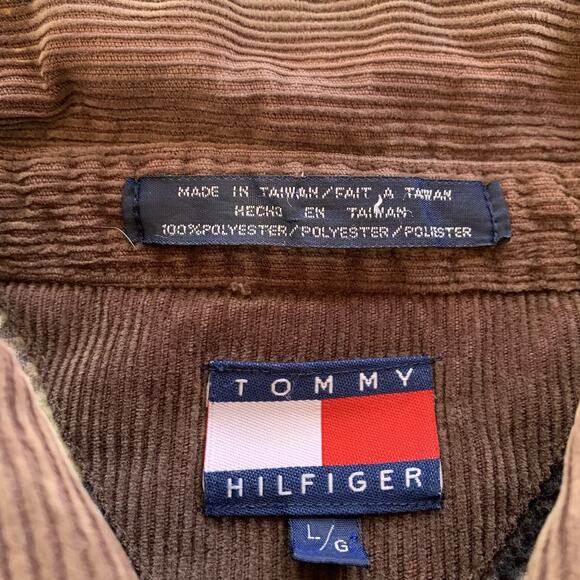 MADE IN TAIWAN/FAIT A TAIWAN
HECHO EN TAIWAN
100%POLYESTER/POLYESTER/POLIESTER
TOMMY
HILFIGER
L/G